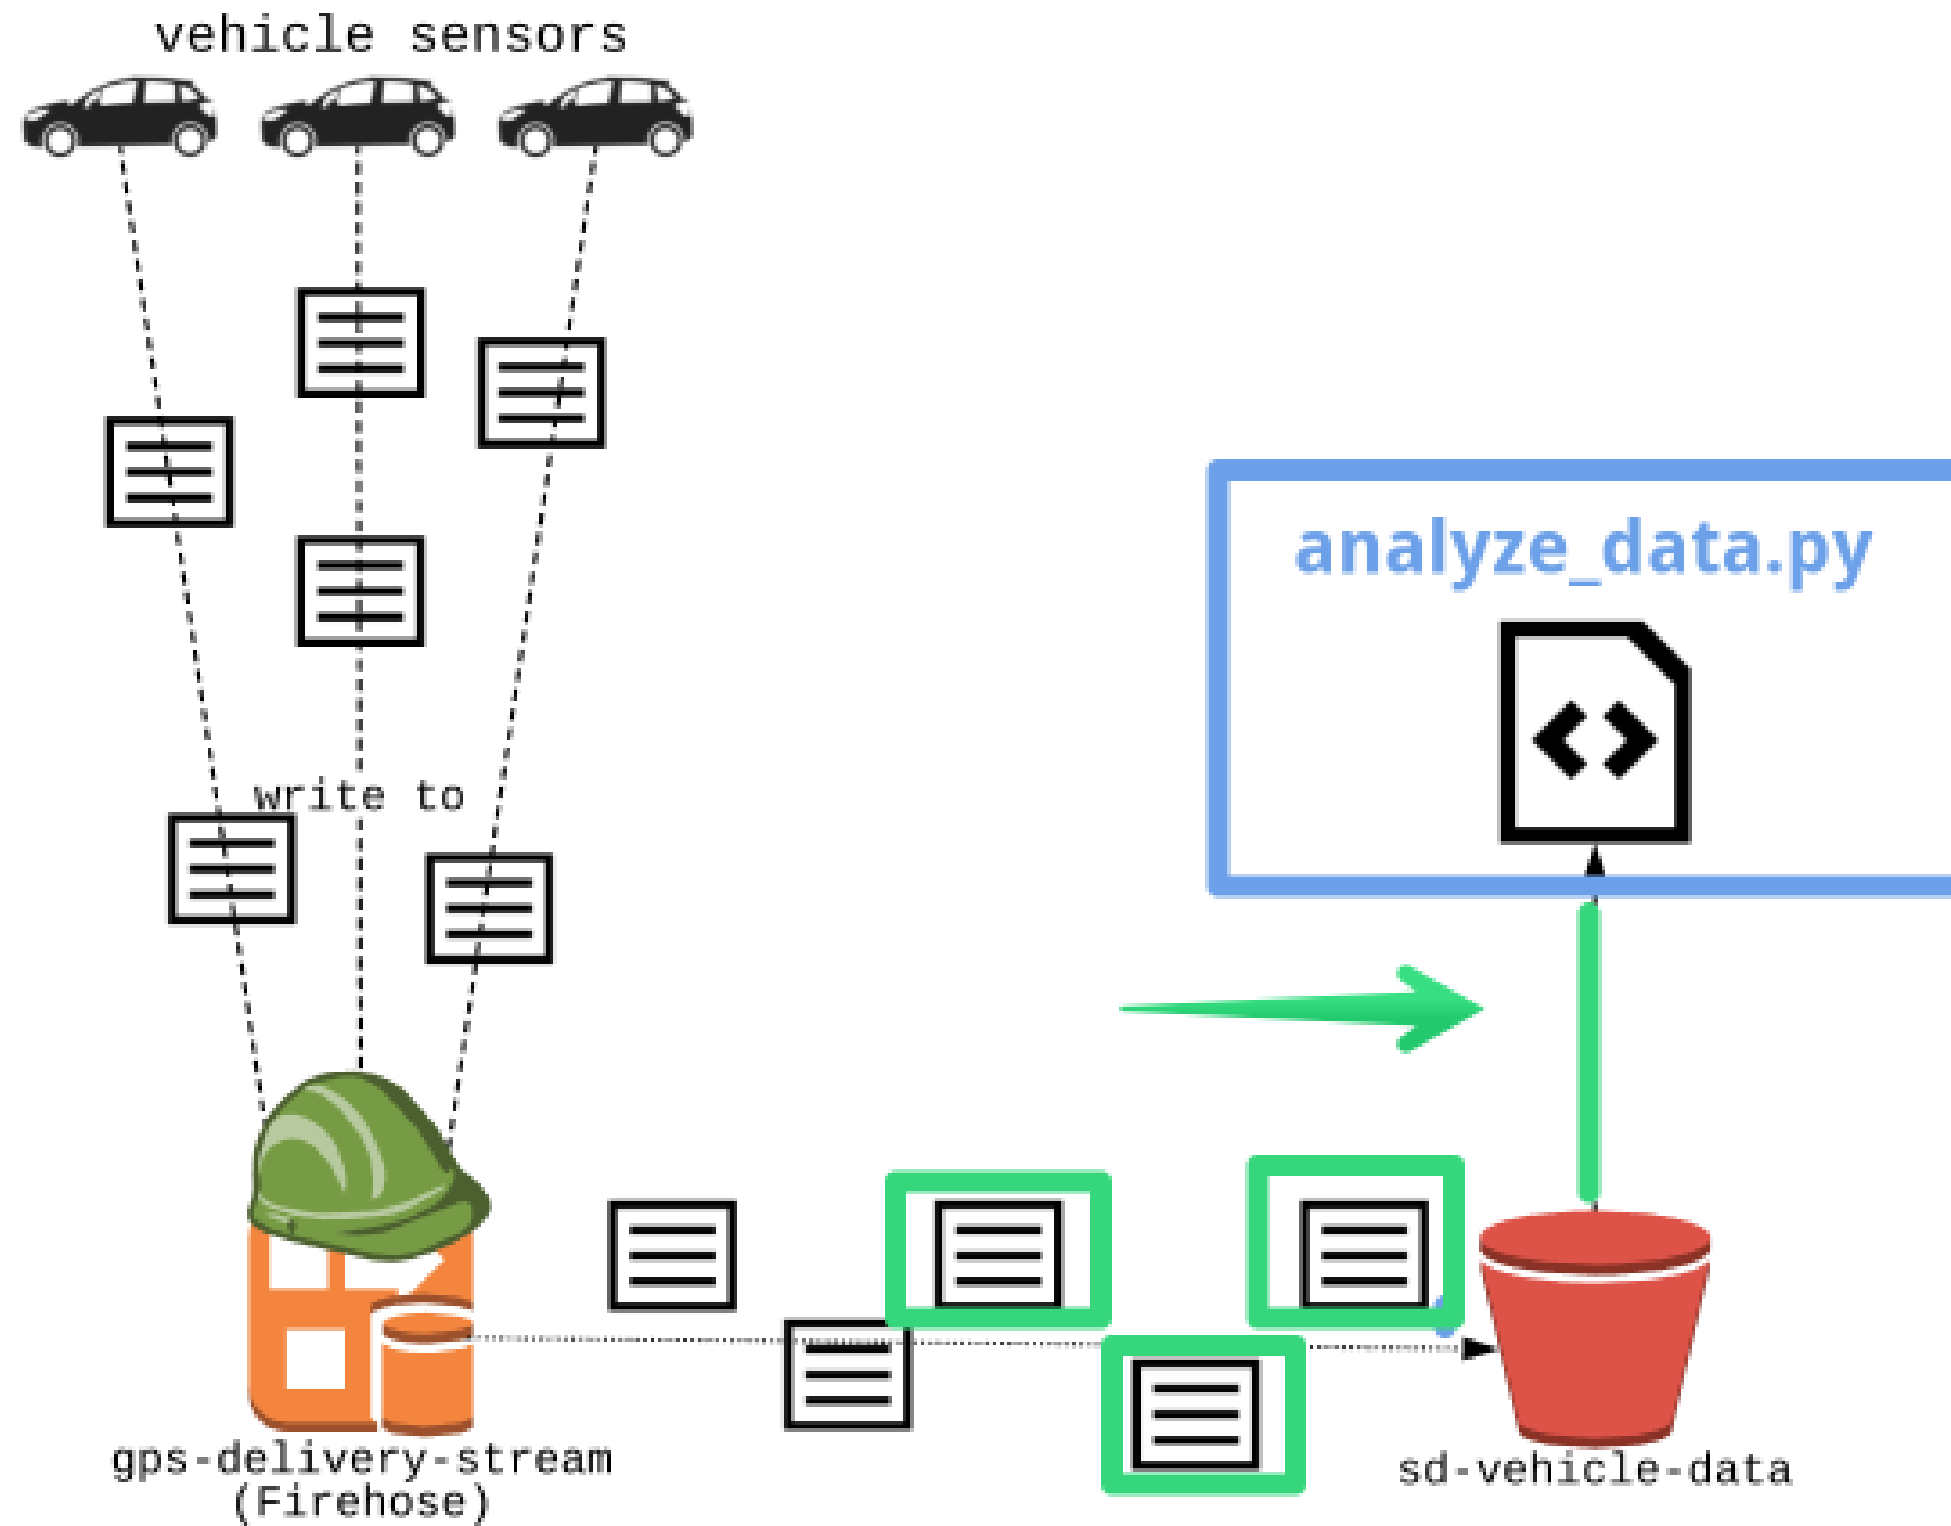 vehicle sensors
analyze_data.py
write to
gps-delivery-stream
(Firehose)
sd-vehicle-data